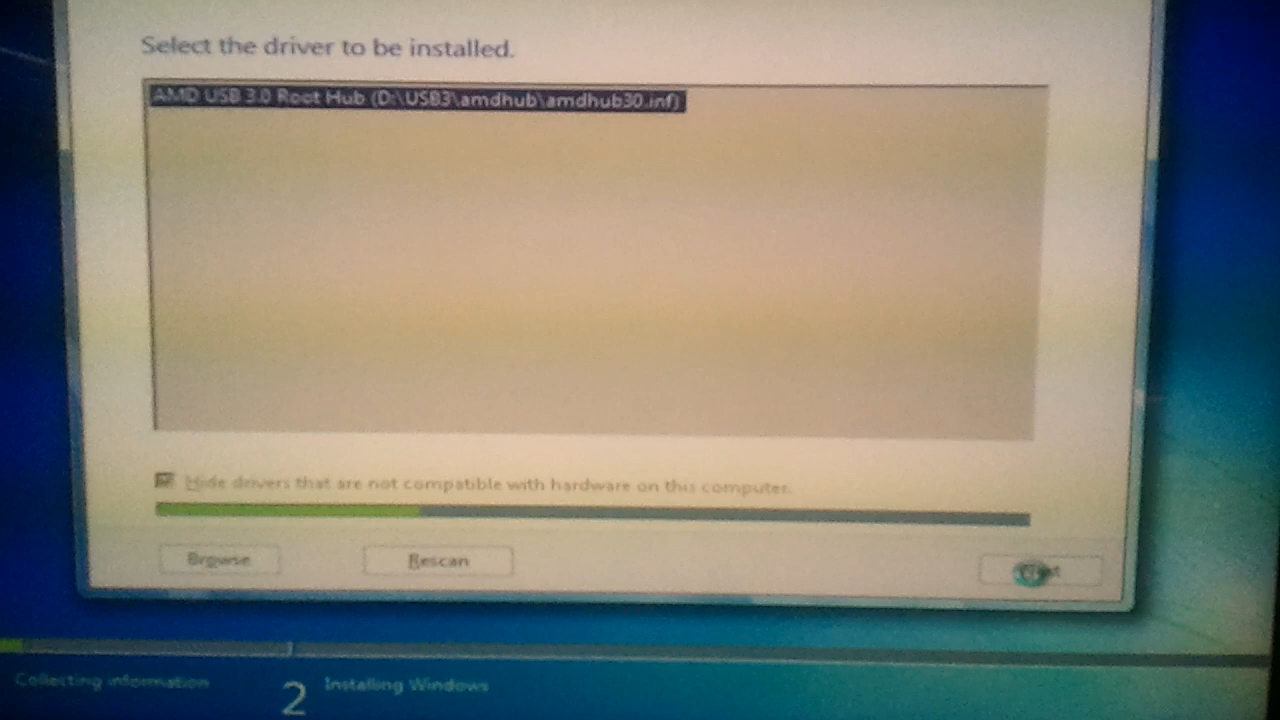 Select the driver to be installed.
AMD USB 3.0 Root Hub (D:\USB3\amdhub\amdhub30.inf)
Hide drivers that are not compatible with hardware on this computer.
Browse
Rescan
Collecting information
2
Installing Windows